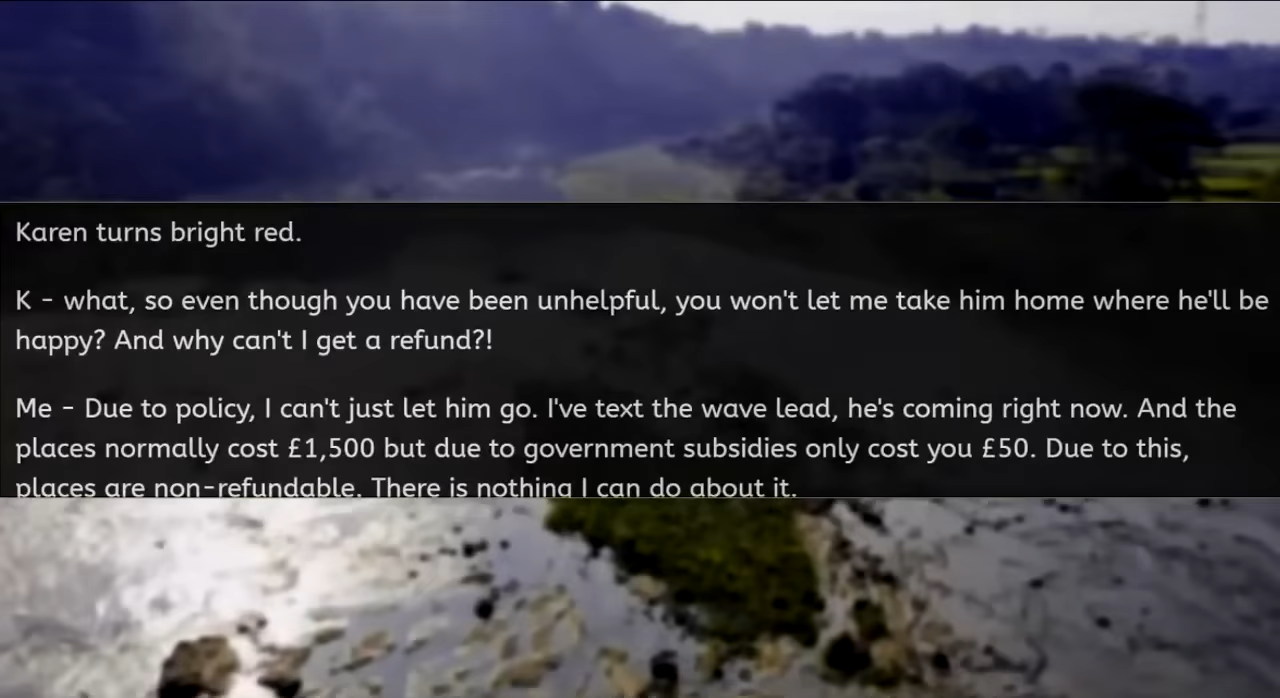 Karen turns bright red.
K - what, so even though you have been unhelpful, you won't let me take him home where he'll be
happy? And why can't I get a refund?!
Me - Due to policy, I can't just let him go. I've text the wave lead, he's coming right now. And the
places normally cost £1,500 but due to government subsidies only cost you £50. Due to this,
places are non-refundable. There is nothing I can do about it.